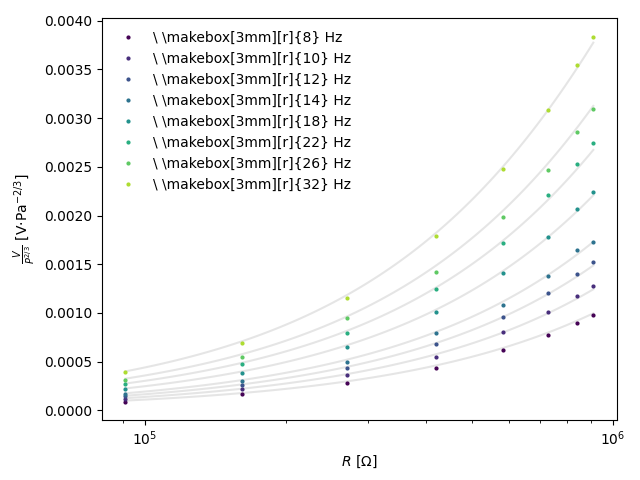 0.0040
0.0035
0.0030
0.0025
0.0020
0.0015
0.0010
0.0005
0.0000
V/P^{2/3} [V·Pa^{−2/3}]
\ \makebox[3mm][r]{8} Hz
\ \makebox[3mm][r]{10} Hz
\ \makebox[3mm][r]{12} Hz
\ \makebox[3mm][r]{14} Hz
\ \makebox[3mm][r]{18} Hz
\ \makebox[3mm][r]{22} Hz
\ \makebox[3mm][r]{26} Hz
\ \makebox[3mm][r]{32} Hz
10^5 10^6
R [Ω]